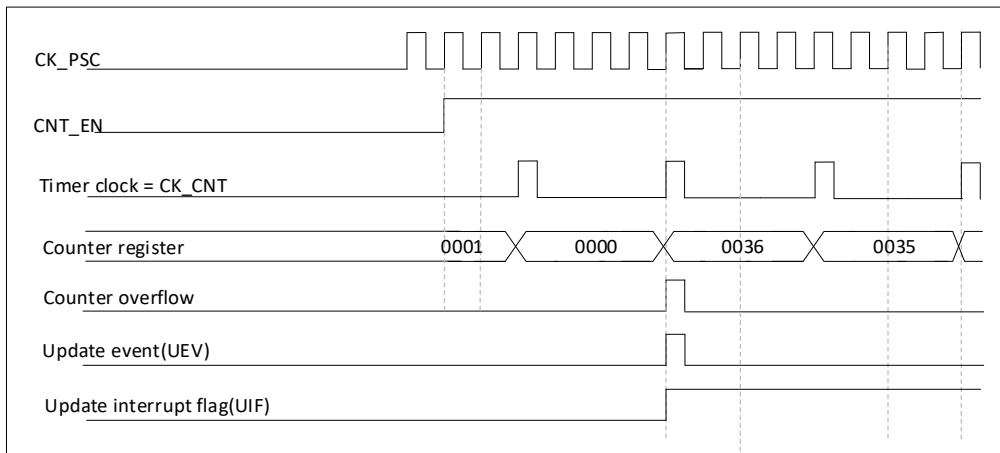 CK_PSC
CNT_EN
Timer clock = CK_CNT
Counter register 0001 0000 0036 0035
Counter overflow
Update event(UEV)
Update interrupt flag(UIF)